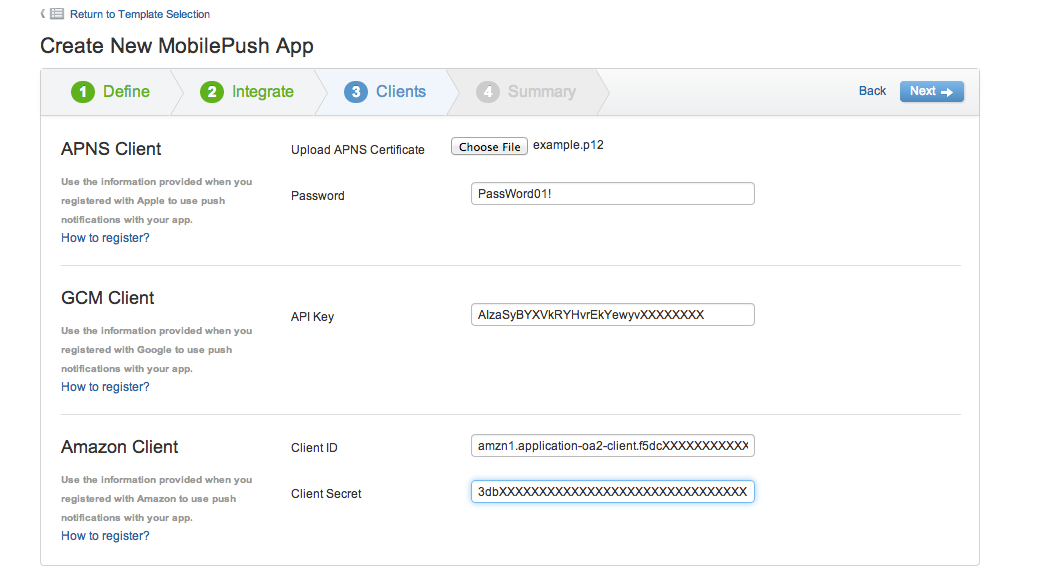 Return to Template Selection
Create New MobilePush App
1 Define 2 Integrate 3 Clients 4 Summary Back Next
APNS Client
Upload APNS Certificate Choose File example.p12
Use the information provided when you
registered with Apple to use push
notifications with your app.
How to register?
Password PassWord01!
GCM Client
Use the information provided when you
registered with Google to use push
notifications with your app.
How to register?
API Key AIzaSyBYXVkRYHvrEkYewyvXXXXXXXX
Amazon Client
Use the information provided when you
registered with Amazon to use push
notifications with your app.
How to register?
Client ID amzn1.application-oa2-client.f5dcXXXXXXXXXXX
Client Secret 3dbXXXXXXXXXXXXXXXXXXXXXXXXXXXXXXX